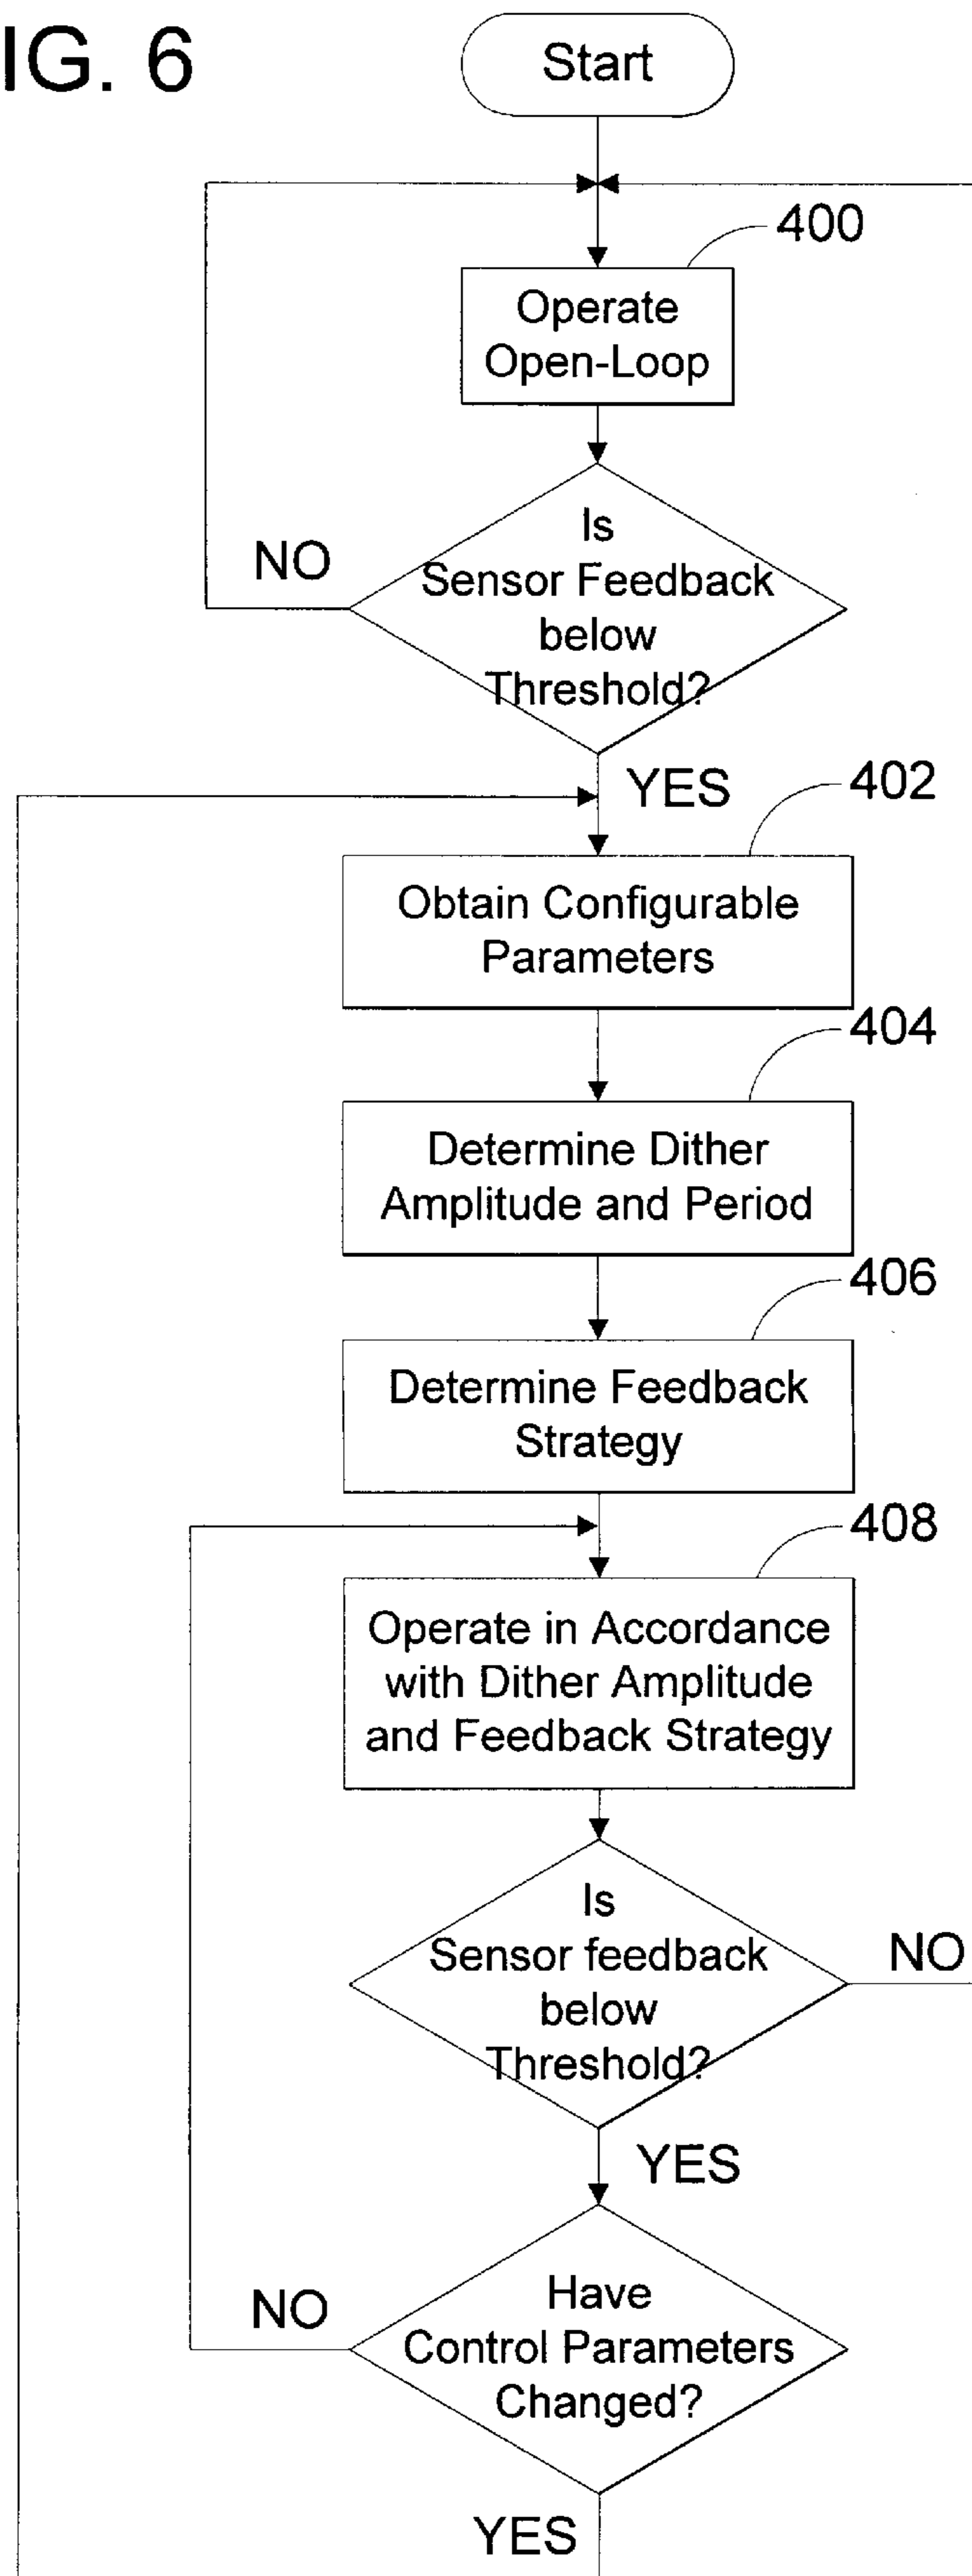 IG. 6
Start
400
Operate
Open-Loop
Is
Sensor Feedback
below
Threshold?
NO
YES
402
Obtain Configurable
Parameters
404
Determine Dither
Amplitude and Period
406
Determine Feedback
Strategy
408
Operate in Accordance
with Dither Amplitude
and Feedback Strategy
Is
Sensor feedback
below
Threshold?
NO
YES
Have
Control Parameters
Changed?
NO
YES